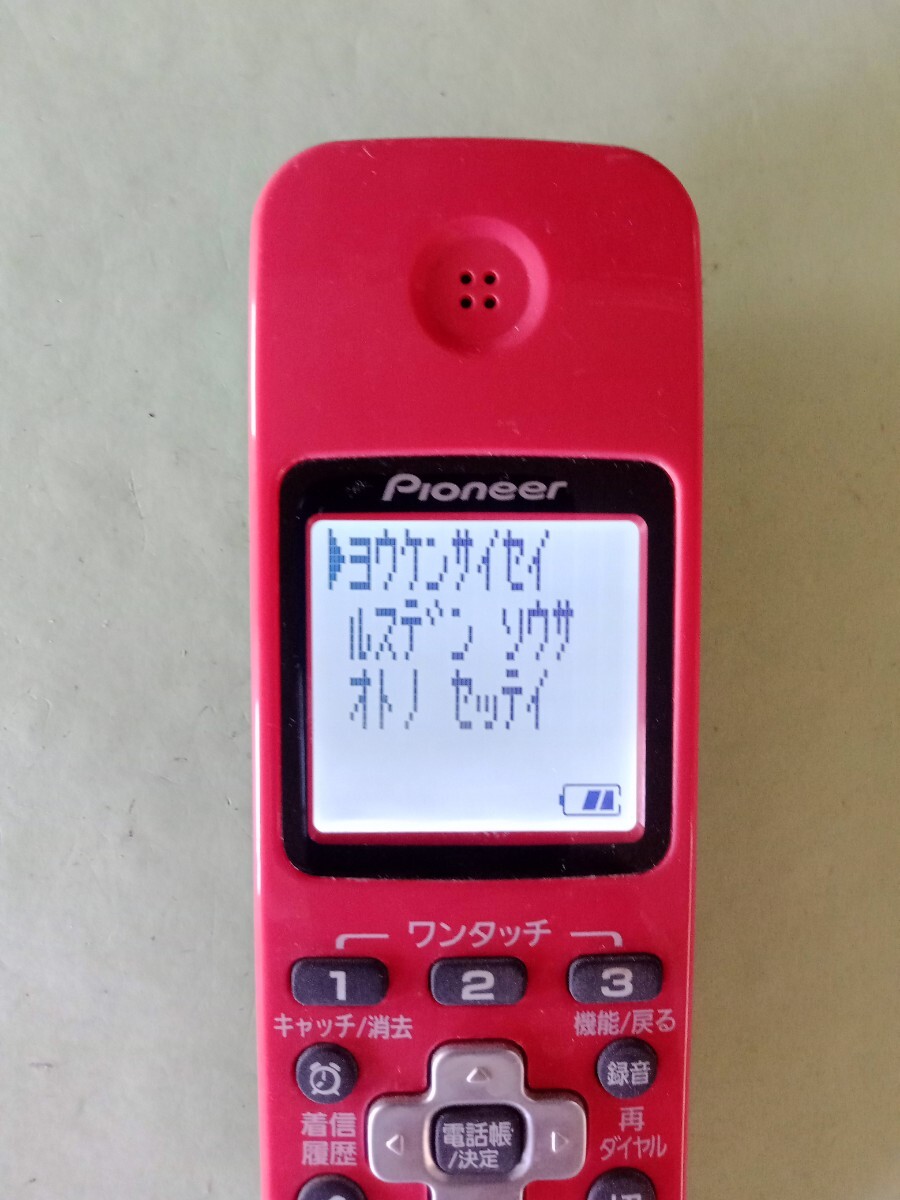 Pioneer
▶ヨウケンサイセイ
ルスデン ソウサ
オトノ セッテイ
ワンタッチ
1 2 3
キャッチ/消去 機能/戻る
録音
着信
履歴
電話帳
/決定
再
ダイヤル